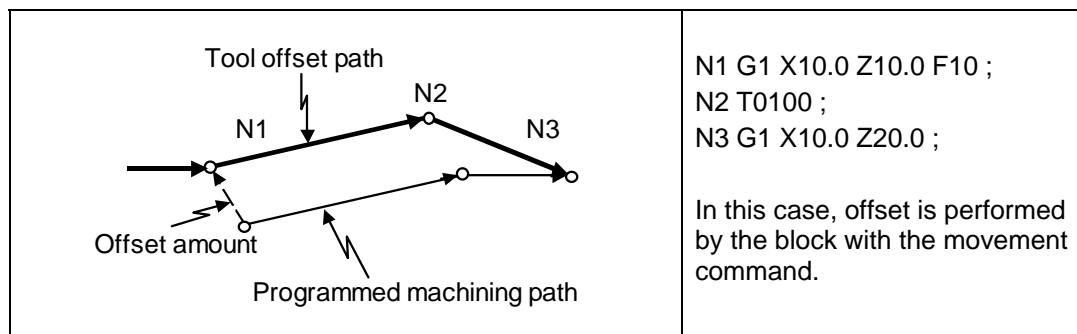 Tool offset path
N2
N1
N3
Offset amount
Programmed machining path
N1 G1 X10.0 Z10.0 F10 ;
N2 T0100 ;
N3 G1 X10.0 Z20.0 ;
In this case, offset is performed
by the block with the movement
command.